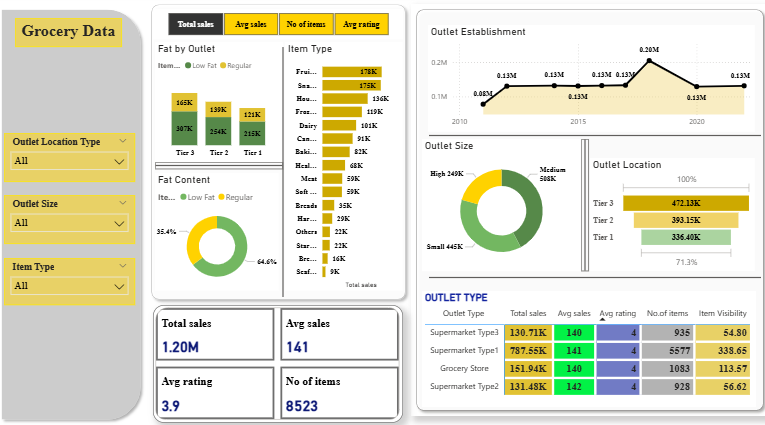 Grocery Data
Outlet Location Type
All
Outlet Size
All
Item Type
All
Total sales
Avg sales
No of items
Avg rating
Fat by Outlet
Item... Low Fat Regular
165K
139K
121K
307K
254K
215K
Tier 3 Tier 2 Tier 1
Fat Content
Ite... Low Fat Regular
35.4%
64.6%
Item Type
Frui... 178K
Sna... 175K
Hou... 136K
Froz... 119K
Dairy 101K
Can... 91K
Baki... 82K
Heal... 68K
Meat 59K
Soft ... 59K
Breads 35K
Har... 29K
Others 22K
Star... 22K
Bre... 16K
Seaf... 9K
Total sales
Total sales
1.20M
Avg sales
141
Avg rating
3.9
No of items
8523
Outlet Establishment
0.2M
0.1M
0.08M
0.13M
0.13M
0.13M
0.13M
0.13M
0.20M
0.13M
0.13M
2010 2015 2020
Outlet Size
High 249K
Medium
508K
Small 445K
Outlet Location
100%
Tier 3 472.13K
Tier 2 393.15K
Tier 1 336.40K
71.3%
OUTLET TYPE
Outlet Type Total sales Avg sales Avg rating No.of items Item Visibility
Supermarket Type3 130.71K 140 4 935 54.80
Supermarket Type1 787.55K 141 4 5577 338.65
Grocery Store 151.94K 140 4 1083 113.57
Supermarket Type2 131.48K 142 4 928 56.62